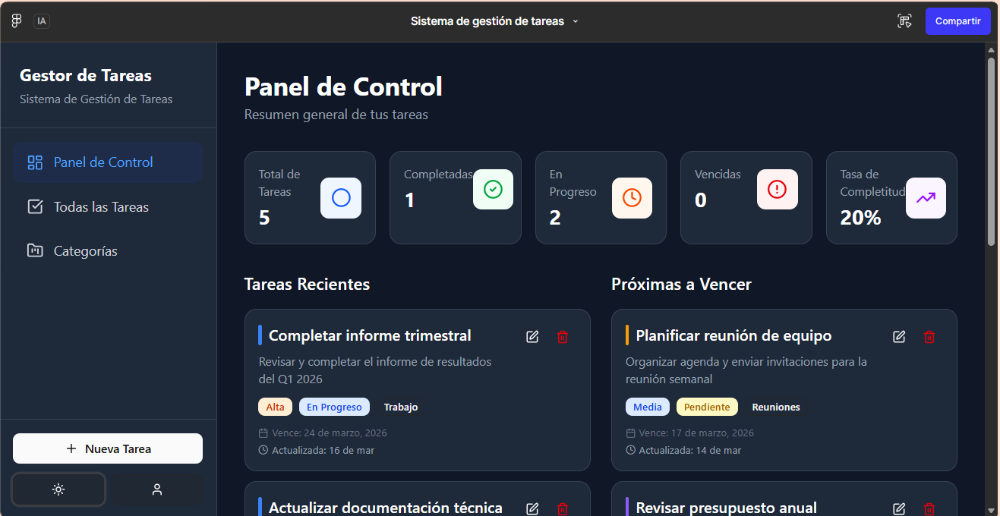 IA
Sistema de gestión de tareas
Compartir
Gestor de Tareas
Sistema de Gestión de Tareas
Panel de Control
Todas las Tareas
Categorías
Nueva Tarea
Panel de Control
Resumen general de tus tareas
Total de
Tareas
5
Completadas
1
En
Progreso
2
Vencidas
0
Tasa de
Completitud
20%
Tareas Recientes
Completar informe trimestral
Revisar y completar el informe de resultados
del Q1 2026
Alta
En Progreso
Trabajo
Vence: 24 de marzo, 2026
Actualizada: 16 de mar
Actualizar documentación técnica
Próximas a Vencer
Planificar reunión de equipo
Organizar agenda y enviar invitaciones para la
reunión semanal
Media
Pendiente
Reuniones
Vence: 17 de marzo, 2026
Actualizada: 14 de mar
Revisar presupuesto anual